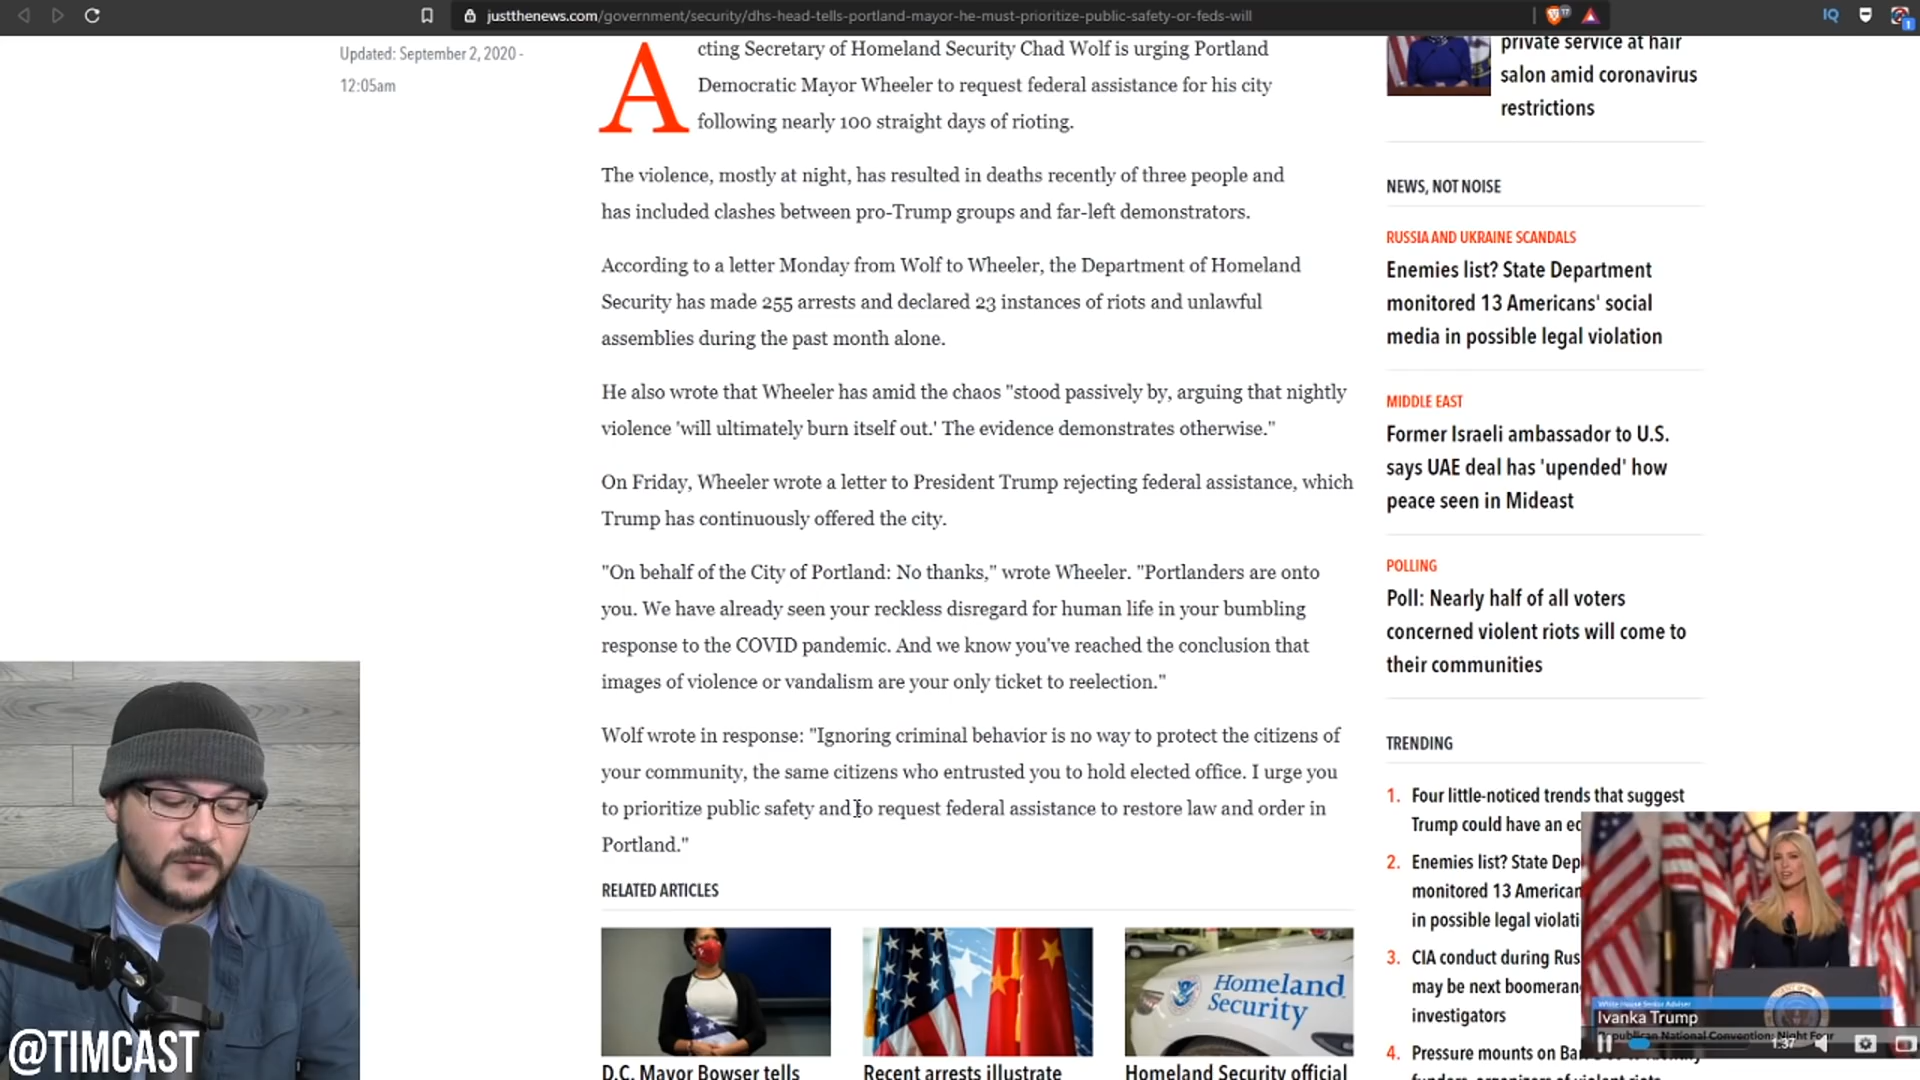 justthenews.com/government/security/dhs-head-tells-portland-mayor-he-must-prioritize-public-safety-or-feds-will
IQ
Updated: September 2, 2020 -
12:05am
Acting Secretary of Homeland Security Chad Wolf is urging Portland
Democratic Mayor Wheeler to request federal assistance for his city
following nearly 100 straight days of rioting.
The violence, mostly at night, has resulted in deaths recently of three people and
has included clashes between pro-Trump groups and far-left demonstrators.
According to a letter Monday from Wolf to Wheeler, the Department of Homeland
Security has made 255 arrests and declared 23 instances of riots and unlawful
assemblies during the past month alone.
He also wrote that Wheeler has amid the chaos "stood passively by, arguing that nightly
violence 'will ultimately burn itself out.' The evidence demonstrates otherwise."
On Friday, Wheeler wrote a letter to President Trump rejecting federal assistance, which
Trump has continuously offered the city.
"On behalf of the City of Portland: No thanks," wrote Wheeler. "Portlanders are onto
you. We have already seen your reckless disregard for human life in your bumbling
response to the COVID pandemic. And we know you've reached the conclusion that
images of violence or vandalism are your only ticket to reelection."
Wolf wrote in response: "Ignoring criminal behavior is no way to protect the citizens of
your community, the same citizens who entrusted you to hold elected office. I urge you
to prioritize public safety and to request federal assistance to restore law and order in
Portland."
RELATED ARTICLES
Homeland
Security
D.C. Mayor Bowser tells
Recent arrests illustrate
Homeland Security official
private service at hair
salon amid coronavirus
restrictions
NEWS, NOT NOISE
RUSSIA AND UKRAINE SCANDALS
Enemies list? State Department
monitored 13 Americans' social
media in possible legal violation
MIDDLE EAST
Former Israeli ambassador to U.S.
says UAE deal has 'upended' how
peace seen in Mideast
POLLING
Poll: Nearly half of all voters
concerned violent riots will come to
their communities
TRENDING
1. Four little-noticed trends that suggest
Trump could have an
2. Enemies list? State Dep
monitored 13 American
in possible legal violati
3. CIA conduct during Rus
may be next boomeran
investigators
4. Pressure mounts on
White House Senior Adviser
Ivanka Trump
Republican National Convention: Night Four
1:37
@TIMCAST